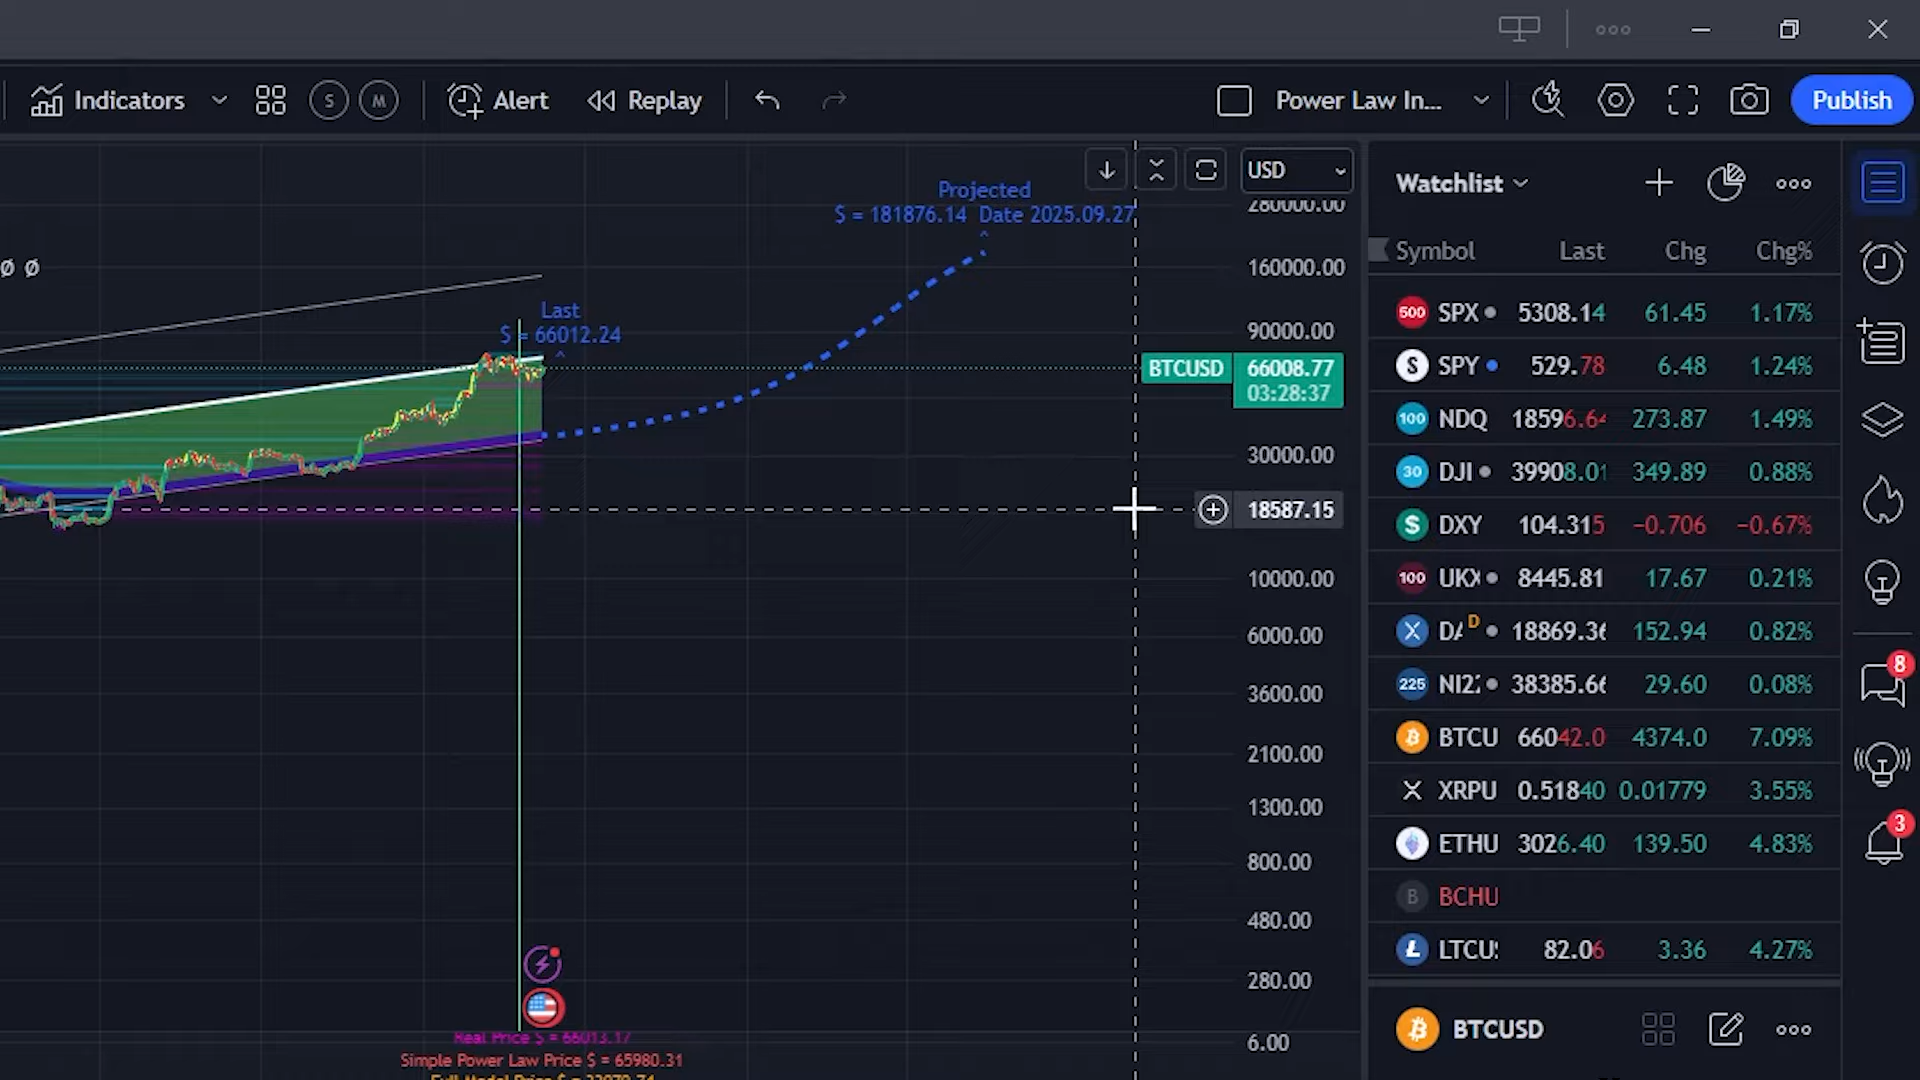 Indicators S M Alert Replay Power Law In... Publish
USD
Watchlist
Projected
$ = 181876.14 Date 2025.09.27
280000.00
Symbol Last Chg Chg%
Ø Ø
160000.00
Last
$ = 66012.24
90000.00
500 SPX 5308.14 61.45 1.17%
BTCUSD 66008.77
03:28:37
S SPY 529.78 6.48 1.24%
100 NDQ 18596.64 273.87 1.49%
30000.00
30 DJI 39908.01 349.89 0.88%
18587.15
$ DXY 104.315 −0.706 −0.67%
10000.00
100 UKX 8445.81 17.67 0.21%
6000.00
X DA D 18869.36 152.94 0.82%
3600.00
225 NI22 38385.66 29.60 0.08%
8
2100.00
BTCU 66042.0 4374.0 7.09%
1300.00
XRPU 0.51840 0.01779 3.55%
3
800.00
ETHU 3026.40 139.50 4.83%
480.00
B BCHU
280.00
LTCU 82.06 3.36 4.27%
6.00
BTCUSD
Real Price $ = 66013.17
Simple Power Law Price $ = 65980.31